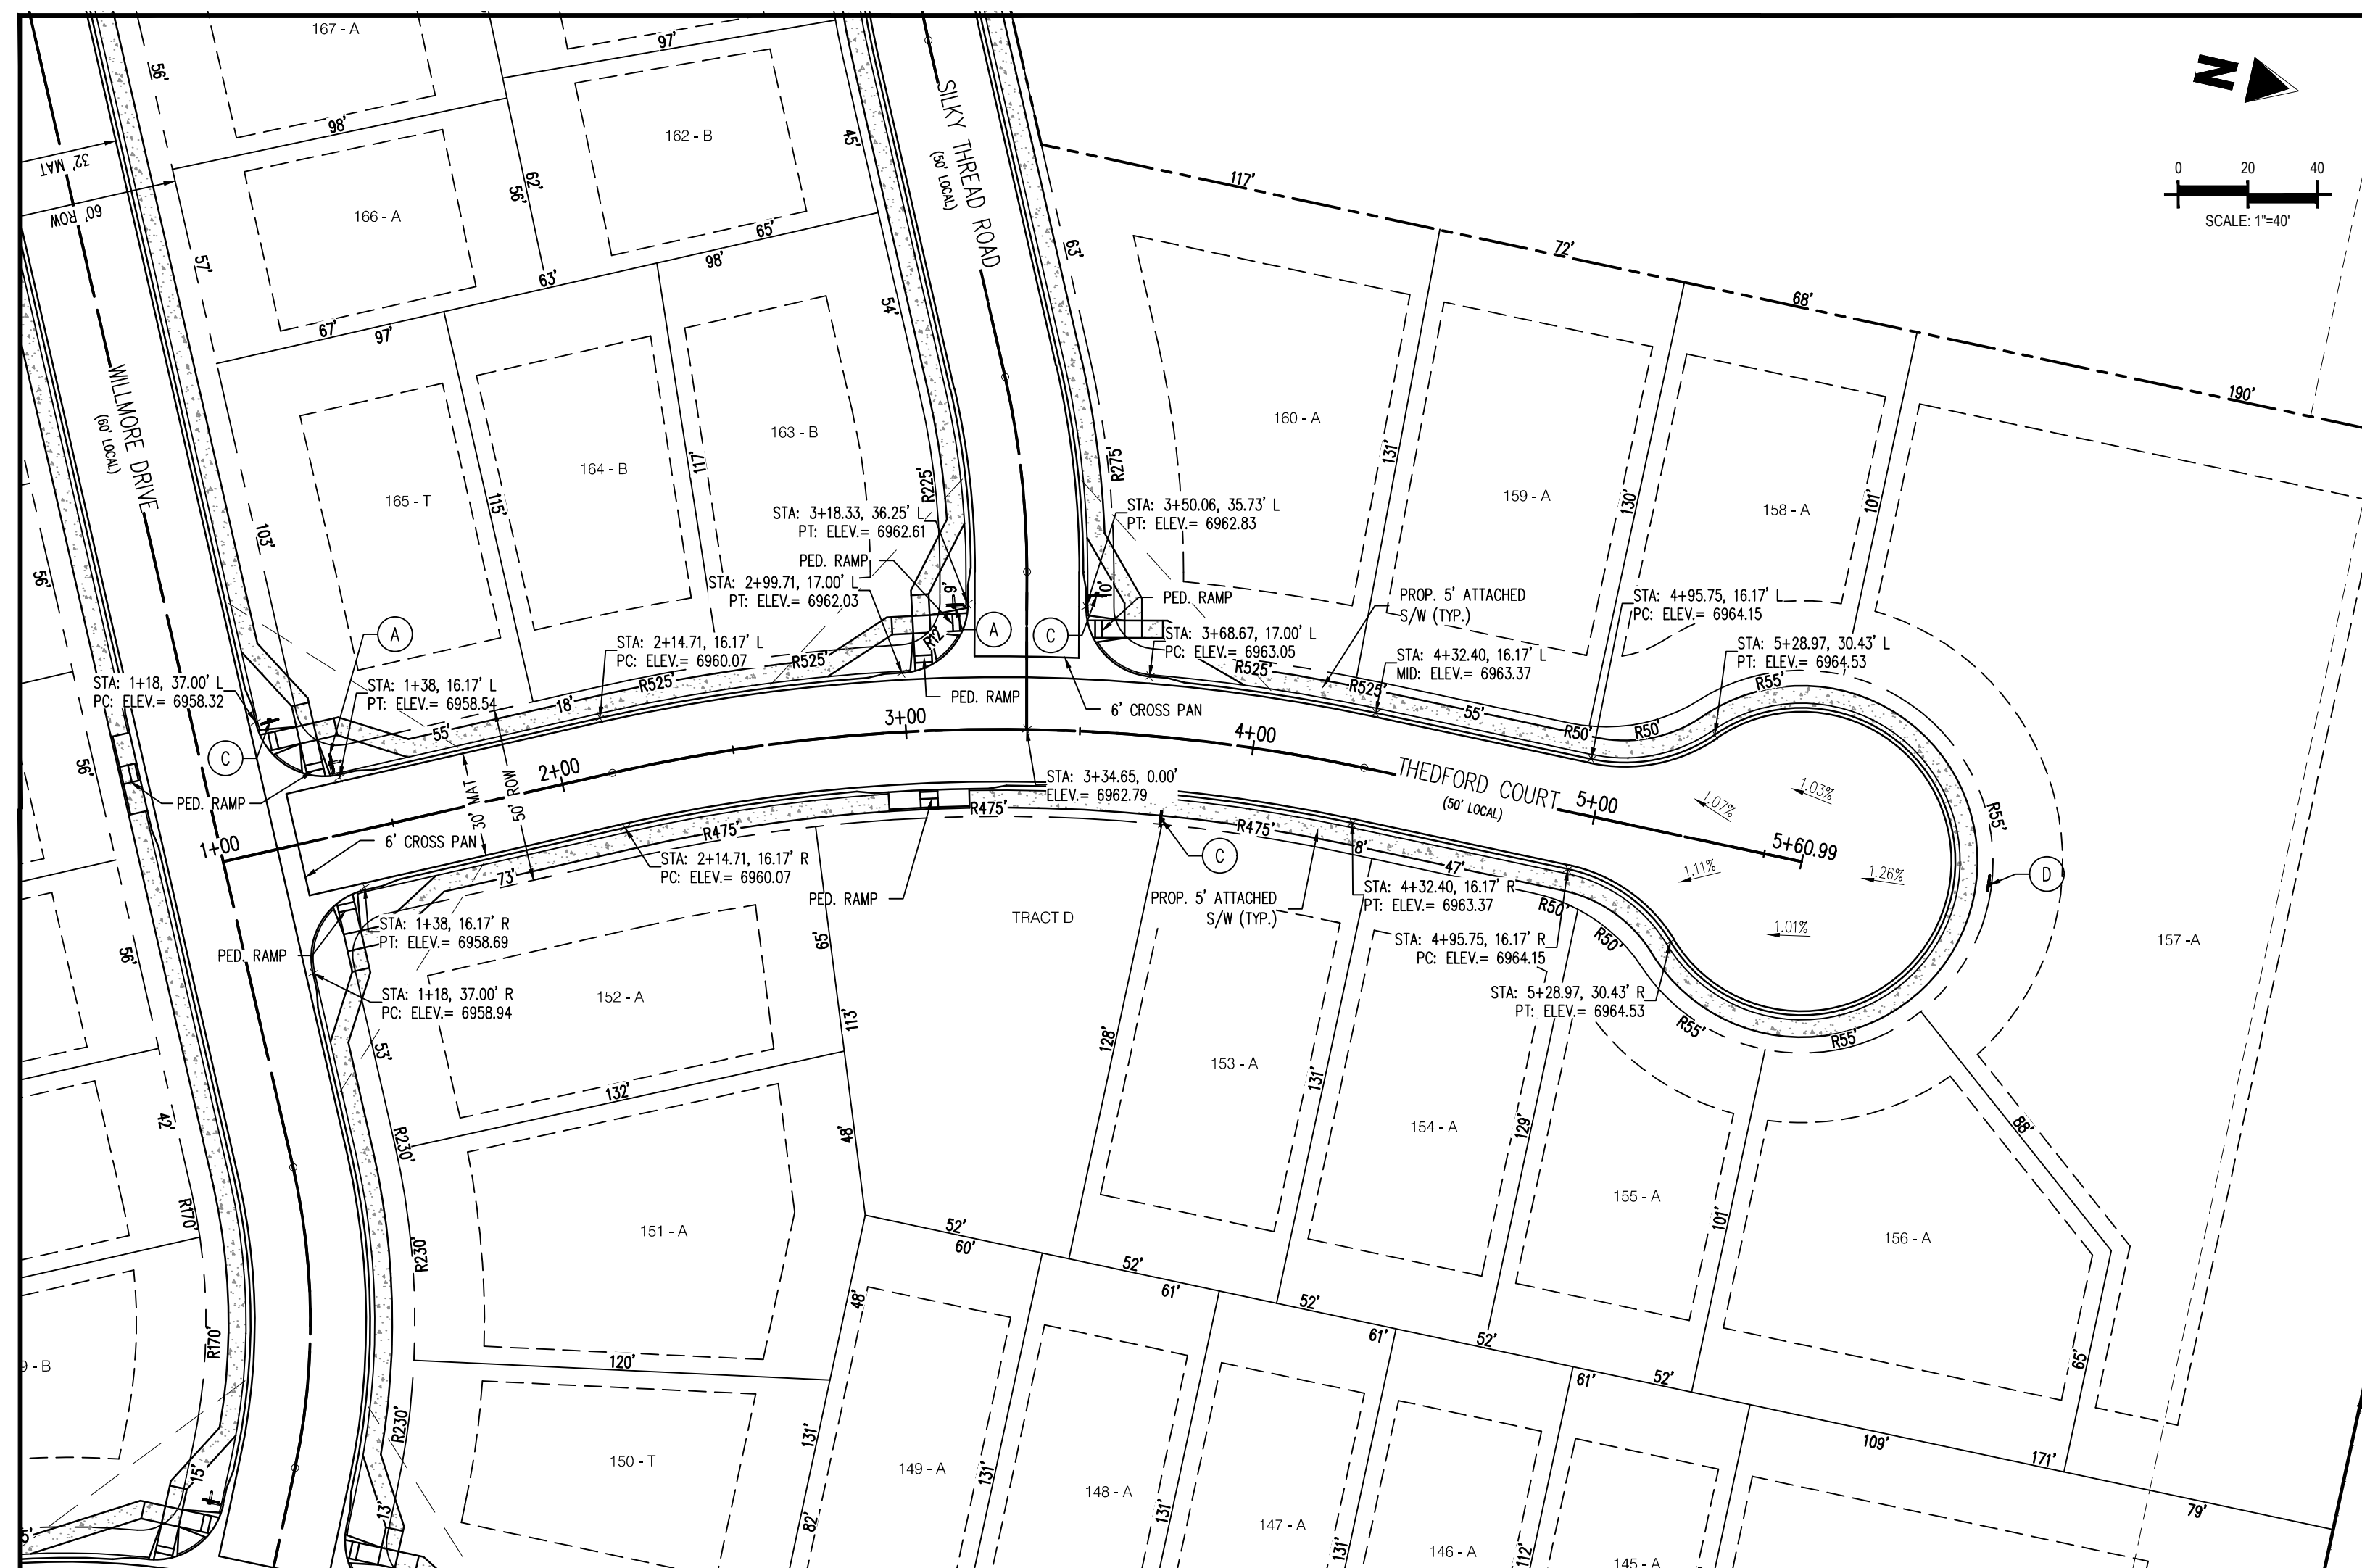 167 - A
97'
56'
98'
162 - B
45'
SILKY THREAD ROAD
(50' LOCAL)
N
0 20 40
SCALE: 1"=40'
32' MAT
60' ROW
166 - A
62'
56'
65'
117'
72'
68'
190'
57'
63'
98'
54'
63'
67'
97'
WILLMORE DRIVE
(60' LOCAL)
165 - T
164 - B
163 - B
160 - A
159 - A
158 - A
103'
115'
117'
R225'
R275'
131'
130'
101'
STA: 3+18.33, 36.25' L
PT: ELEV.= 6962.61
STA: 3+50.06, 35.73' L
PT: ELEV.= 6962.83
PED. RAMP
STA: 2+99.71, 17.00' L
PT: ELEV.= 6962.03
9'
10'
PED. RAMP
PROP. 5' ATTACHED
S/W (TYP.)
STA: 4+95.75, 16.17' L
PC: ELEV.= 6964.15
56'
A
STA: 2+14.71, 16.17' L
PC: ELEV.= 6960.07
R12'
A
C
STA: 3+68.67, 17.00' L
PC: ELEV.= 6963.05
STA: 4+32.40, 16.17' L
MID: ELEV.= 6963.37
STA: 5+28.97, 30.43' L
PT: ELEV.= 6964.53
STA: 1+18, 37.00' L
PC: ELEV.= 6958.32
STA: 1+38, 16.17' L
PT: ELEV.= 6958.54
18'
R525'
R525'
PED. RAMP
6' CROSS PAN
R525'
R525'
55'
R50'
R50'
R55'
C
55'
3+00
4+00
2+00
56'
PED. RAMP
30' MAT
50' ROW
STA: 3+34.65, 0.00'
ELEV.= 6962.79
THEDFORD COURT
(50' LOCAL)
5+00
1.07%
1.03%
R55'
1+00
6' CROSS PAN
5+60.99
R475'
R475'
R475'
C
8'
47'
1.11%
1.26%
D
73'
STA: 2+14.71, 16.17' R
PC: ELEV.= 6960.07
PED. RAMP
TRACT D
PROP. 5' ATTACHED
S/W (TYP.)
STA: 4+32.40, 16.17' R
PT: ELEV.= 6963.37
R50'
R50'
1.01%
157 - A
STA: 1+38, 16.17' R
PT: ELEV.= 6958.69
PED. RAMP
65'
STA: 4+95.75, 16.17' R
PC: ELEV.= 6964.15
56'
152 - A
STA: 1+18, 37.00' R
PC: ELEV.= 6958.94
113'
STA: 5+28.97, 30.43' R
PT: ELEV.= 6964.53
R55'
R55'
53'
128'
153 - A
131'
132'
42'
R230'
48'
154 - A
129'
88'
155 - A
101'
156 - A
R170'
R230'
151 - A
52'
60'
52'
61'
52'
61'
52'
61'
52'
65'
R170'
9 - B
120'
48'
R230'
131'
150 - T
149 - A
131'
148 - A
131'
147 - A
131'
146 - A
112'
145 - A
109'
171'
79'
15'
13'
82'
5'